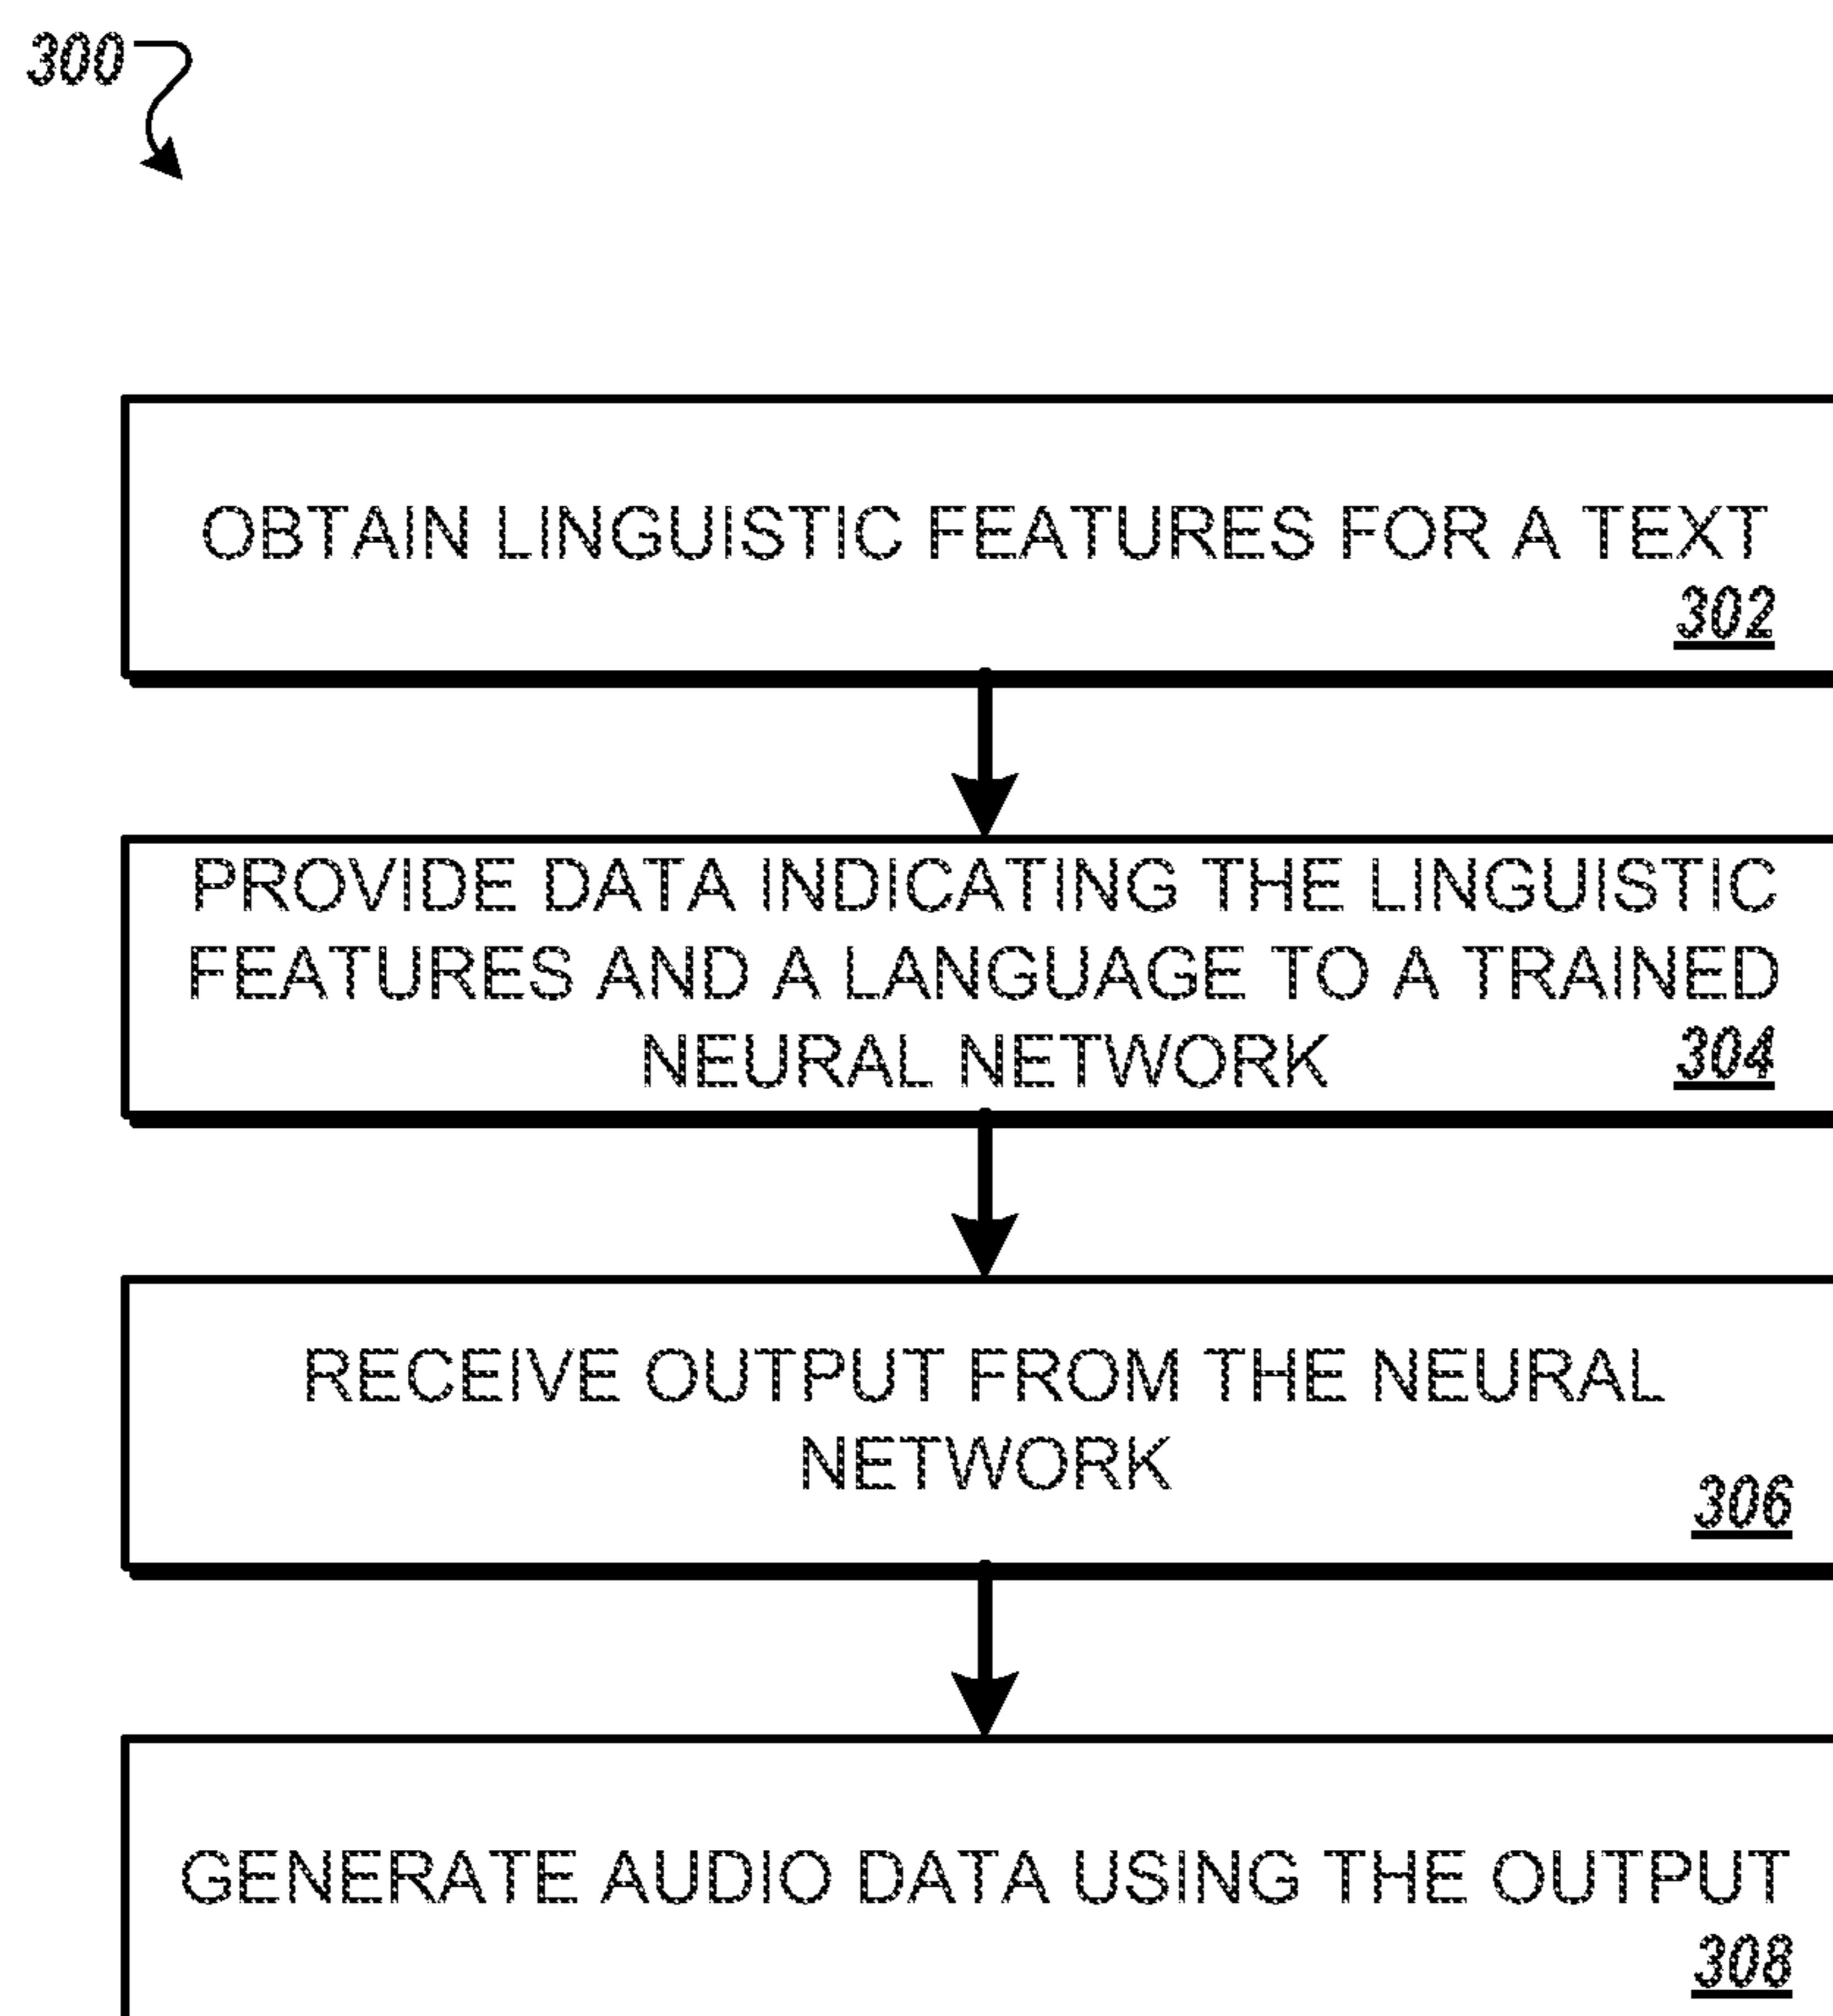 300
OBTAIN LINGUISTIC FEATURES FOR A TEXT
302
PROVIDE DATA INDICATING THE LINGUISTIC
FEATURES AND A LANGUAGE TO A TRAINED
NEURAL NETWORK
304
RECEIVE OUTPUT FROM THE NEURAL
NETWORK
306
GENERATE AUDIO DATA USING THE OUTPUT
308